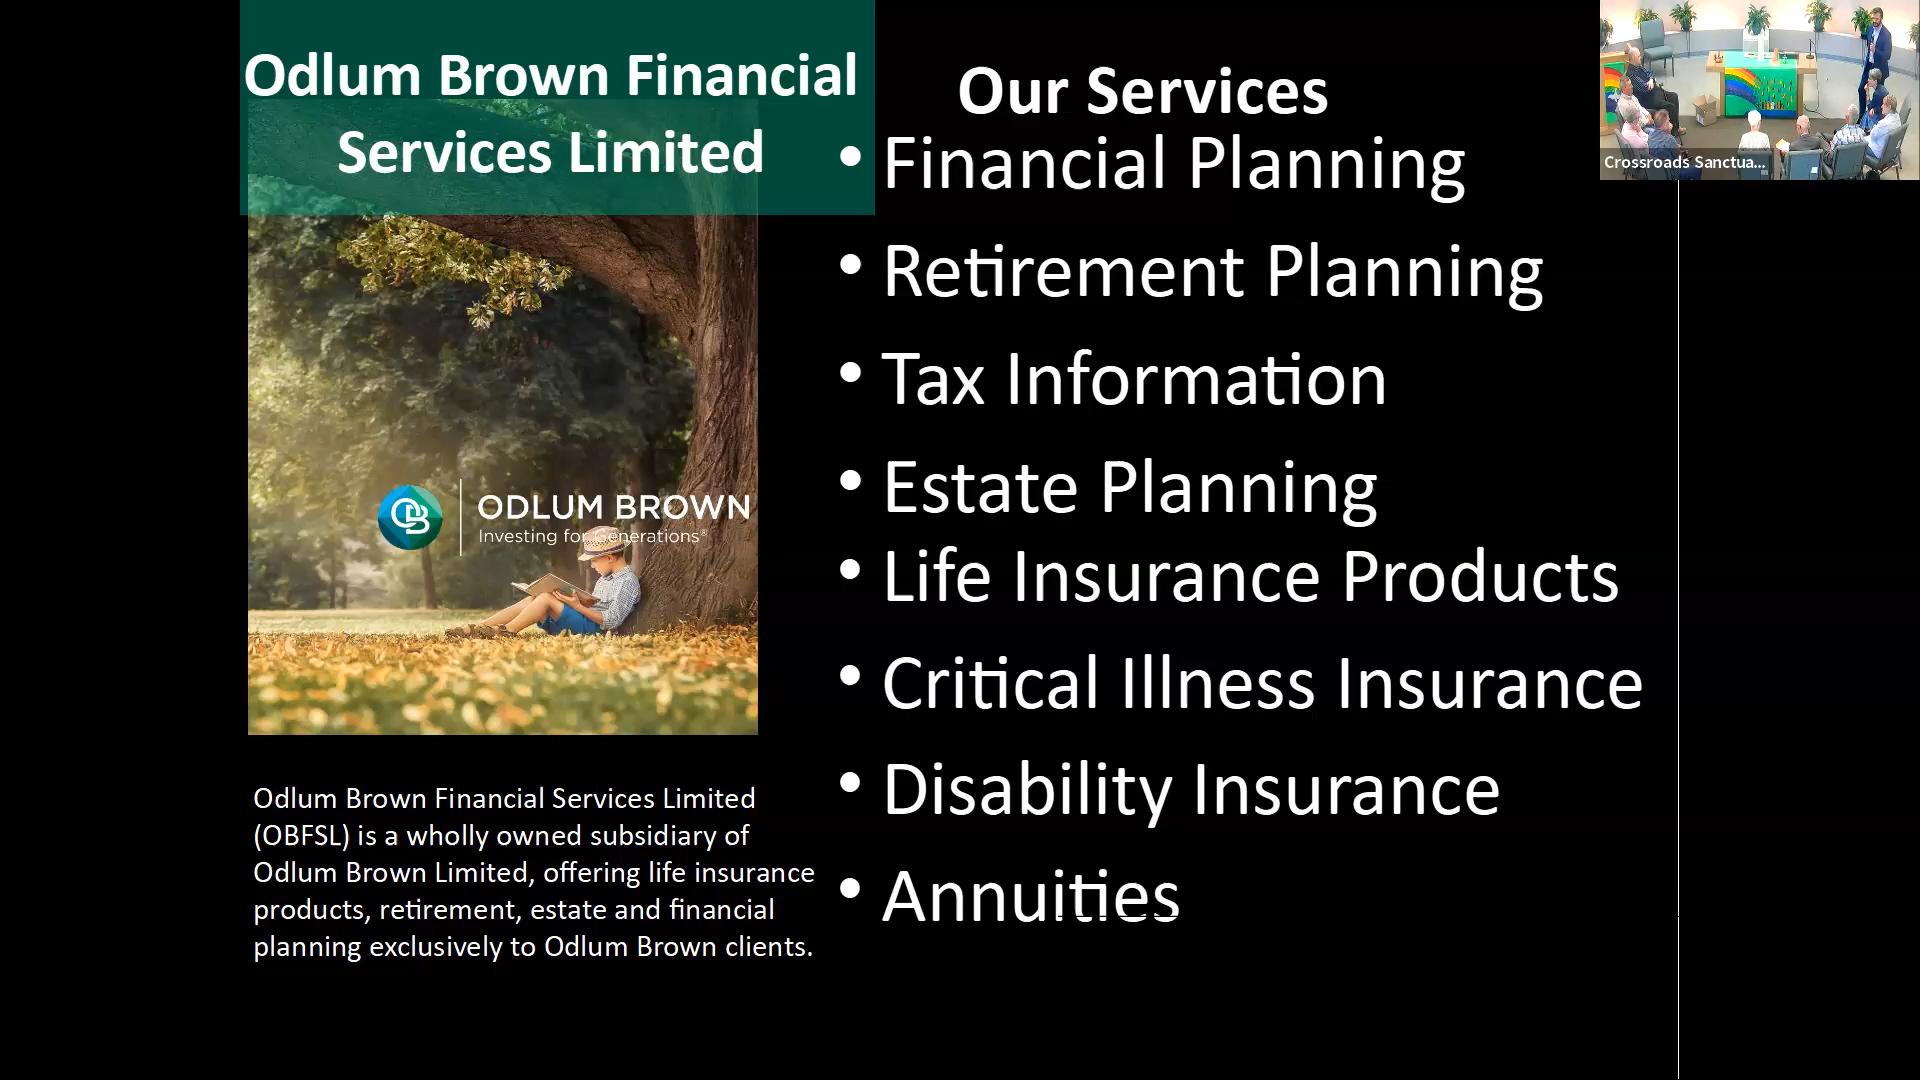 Odlum Brown Financial
Services Limited
ODLUM BROWN
Investing for Generations®
Odlum Brown Financial Services Limited
(OBFSL) is a wholly owned subsidiary of
Odlum Brown Limited, offering life insurance
products, retirement, estate and financial
planning exclusively to Odlum Brown clients.
Our Services
• Financial Planning
• Retirement Planning
• Tax Information
• Estate Planning
• Life Insurance Products
• Critical Illness Insurance
• Disability Insurance
• Annuities
Crossroads Sanctua...